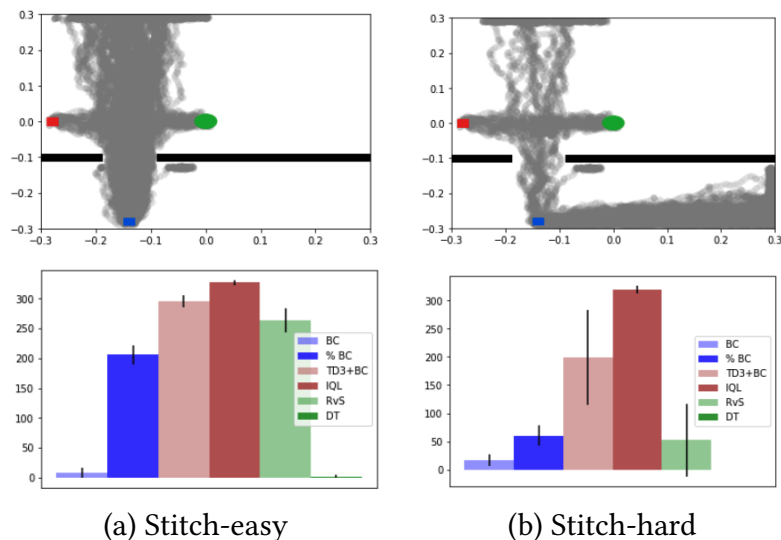 0.3
0.2
0.1
0.0
−0.1
−0.2
−0.3
−0.3 −0.2 −0.1 0.0 0.1 0.2 0.3
0.3
0.2
0.1
0.0
−0.1
−0.2
−0.3
−0.3 −0.2 −0.1 0.0 0.1 0.2 0.3
300
250
200
150
100
50
0
BC
% BC
TD3+BC
IQL
RvS
DT
300
250
200
150
100
50
0
BC
% BC
TD3+BC
IQL
RvS
DT
(a) Stitch-easy
(b) Stitch-hard